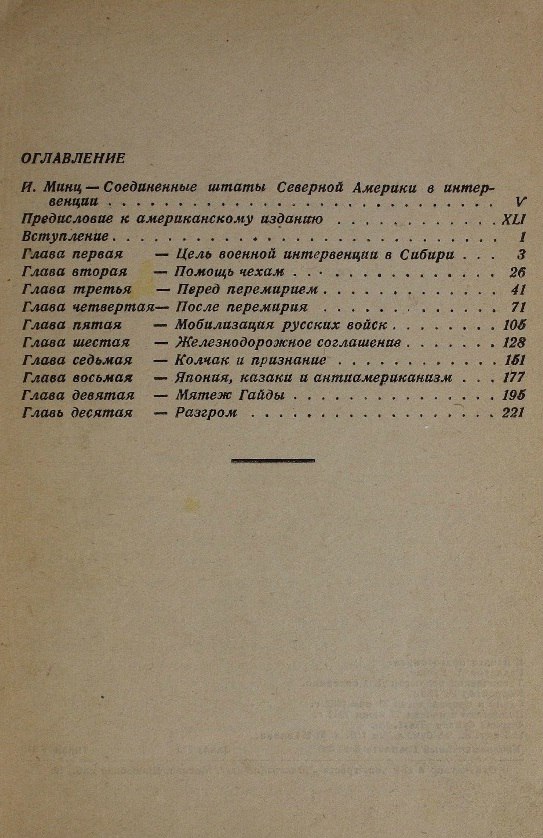 ОГЛАВЛЕНИЕ
И. Минц — Соединенные штаты Северной Америки в интер-
венции . . . . . . . . . . . . . . . . . . . . . . . . V
Предисловие к американскому изданию . . . . . . . . . . XLI
Вступление . . . . . . . . . . . . . . . . . . . . . . . 1
Глава первая — Цель военной интервенции в Сибири . . . 3
Глава вторая — Помощь чехам . . . . . . . . . . . . . 26
Глава третья — Перед перемирием . . . . . . . . . . . 41
Глава четвертая — После перемирия . . . . . . . . . . . 71
Глава пятая — Мобилизация русских войск . . . . . . . 105
Глава шестая — Железнодорожное соглашение . . . . . . 128
Глава седьмая — Колчак и признание . . . . . . . . . . 151
Глава восьмая — Япония, казаки и антиамериканизм . . . 177
Глава девятая — Мятеж Гайды . . . . . . . . . . . . . 195
Главь десятая — Разгром . . . . . . . . . . . . . . . 221